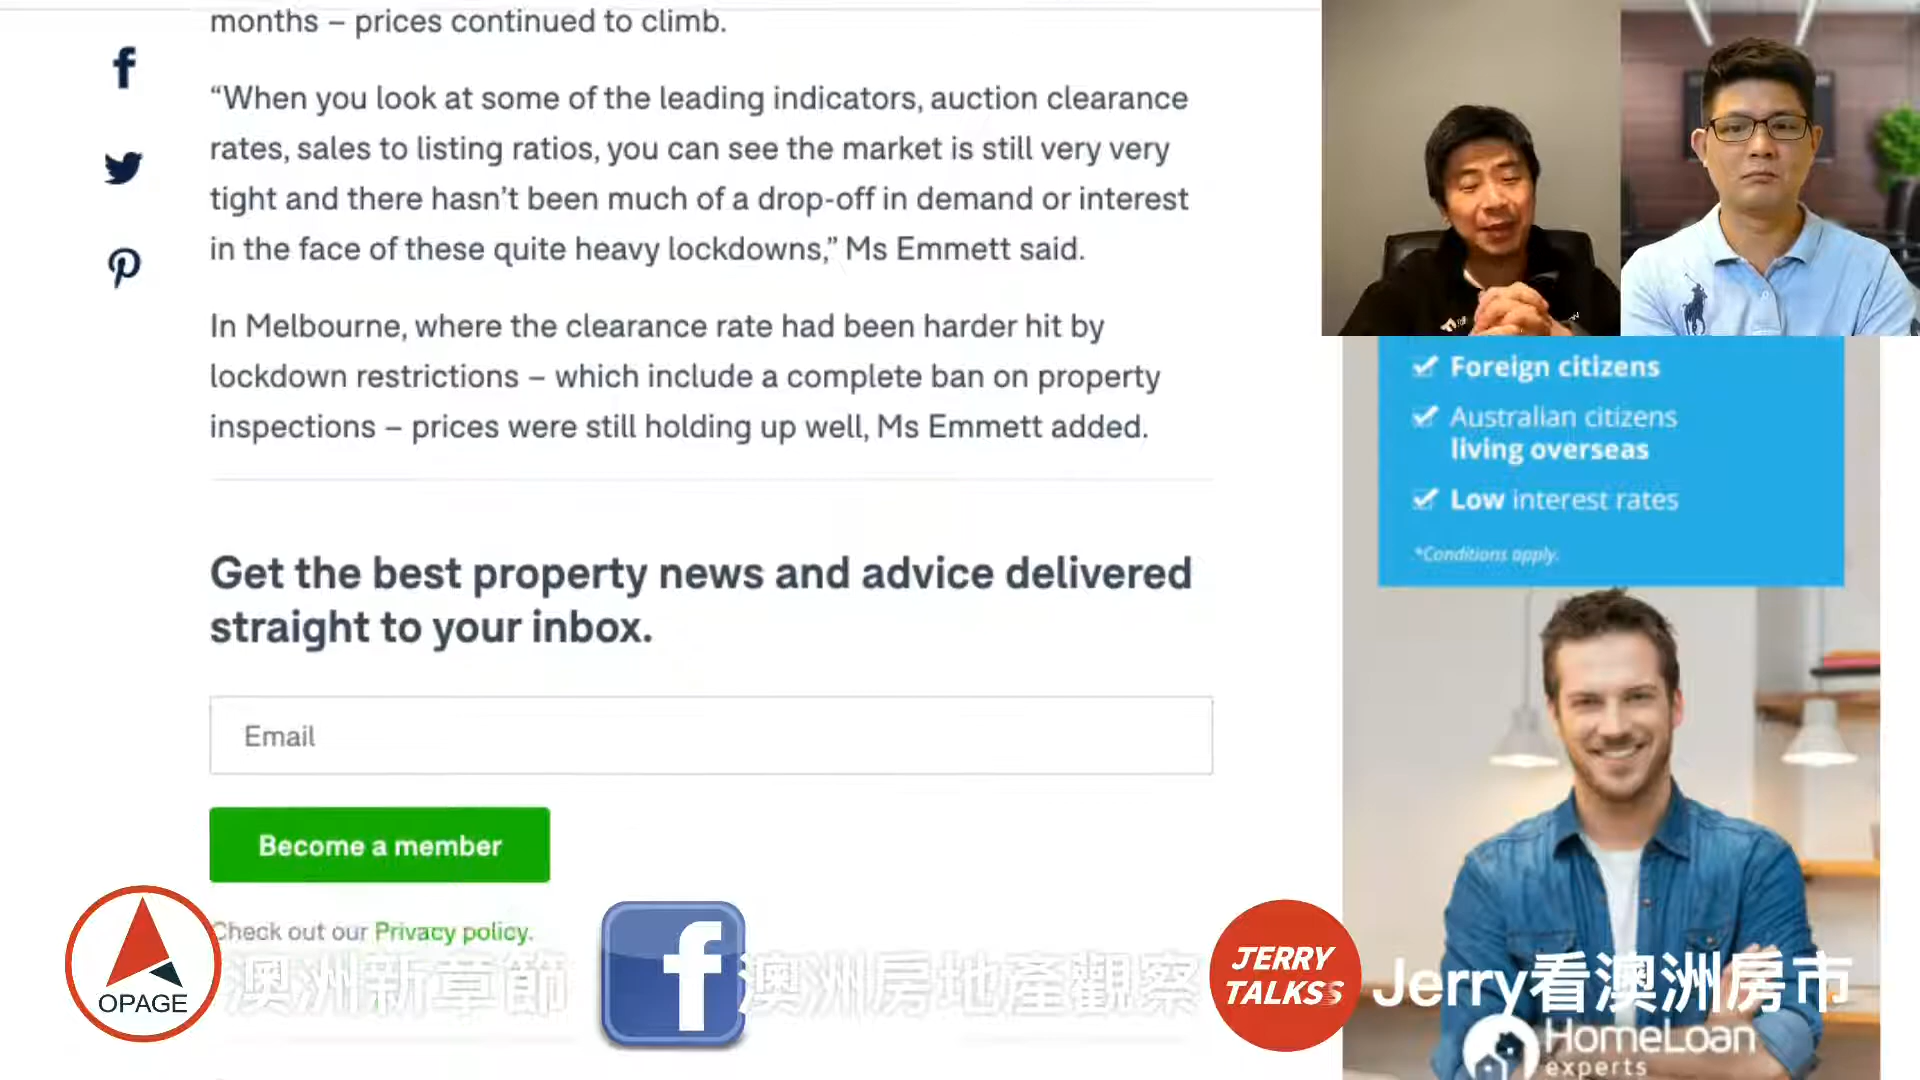 months – prices continued to climb.
“When you look at some of the leading indicators, auction clearance
rates, sales to listing ratios, you can see the market is still very very
tight and there hasn’t been much of a drop-off in demand or interest
in the face of these quite heavy lockdowns,” Ms Emmett said.
In Melbourne, where the clearance rate had been harder hit by
lockdown restrictions – which include a complete ban on property
inspections – prices were still holding up well, Ms Emmett added.
Get the best property news and advice delivered
straight to your inbox.
Email
Become a member
Check out our Privacy policy.
Foreign citizens
Australian citizens
living overseas
Low interest rates
*Conditions apply.
OPAGE
澳洲新章節
f
澳洲房地產觀察
JERRY
TALKSS
Jerry看澳洲房市
HomeLoan
experts